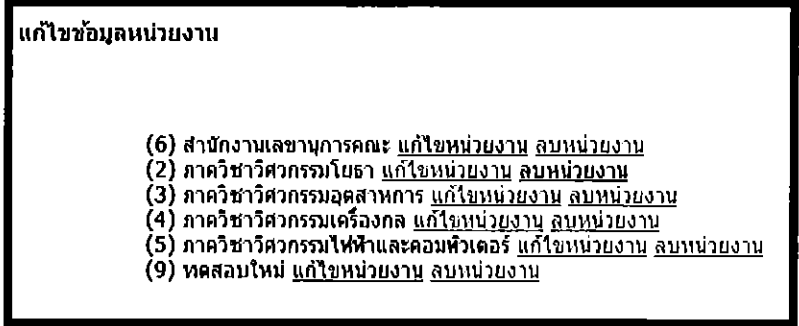 แก้ไขข้อมูลหน่วยงาน
(6) สำนักงานเลขานุการคณะ แก้ไขหน่วยงาน ลบหน่วยงาน
(2) ภาควิชาวิศวกรรมโยธา แก้ไขหน่วยงาน ลบหน่วยงาน
(3) ภาควิชาวิศวกรรมอุตสาหการ แก้ไขหน่วยงาน ลบหน่วยงาน
(4) ภาควิชาวิศวกรรมเครื่องกล แก้ไขหน่วยงาน ลบหน่วยงาน
(5) ภาควิชาวิศวกรรมไฟฟ้าและคอมพิวเตอร์ แก้ไขหน่วยงาน ลบหน่วยงาน
(9) ทดสอบใหม่ แก้ไขหน่วยงาน ลบหน่วยงาน